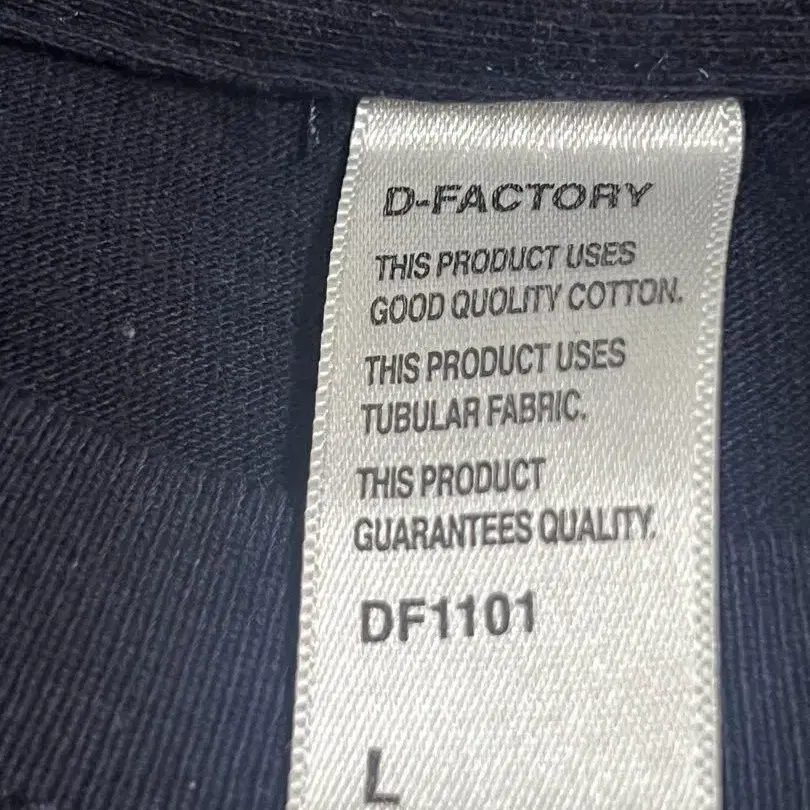 D-FACTORY
THIS PRODUCT USES
GOOD QUOLITY COTTON.
THIS PRODUCT USES
TUBULAR FABRIC.
THIS PRODUCT
GUARANTEES QUALITY.
DF1101
L